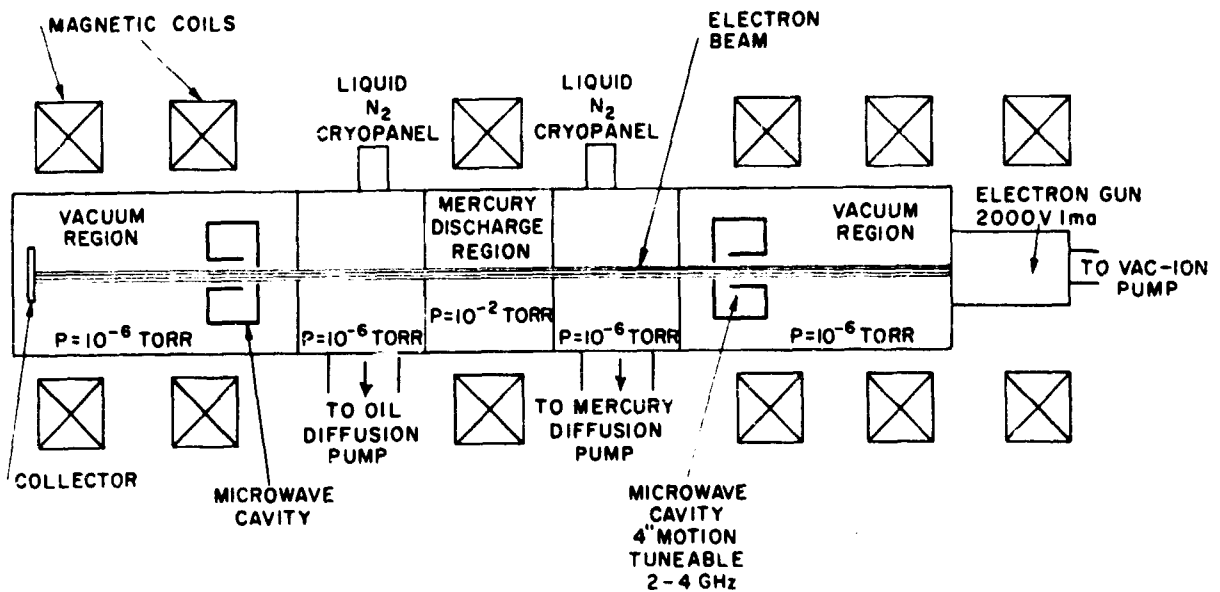 MAGNETIC COILS
ELECTRON
BEAM
LIQUID
N2
CRYOPANEL
LIQUID
N2
CRYOPANEL
VACUUM
REGION
MERCURY
DISCHARGE
REGION
VACUUM
REGION
ELECTRON GUN
2000V 1ma
TO VAC-ION
PUMP
P=10-6 TORR
P=10-6 TORR
P=10-2 TORR
P=10-6 TORR
P=10-6 TORR
TO OIL
DIFFUSION
PUMP
TO MERCURY
DIFFUSION
PUMP
COLLECTOR
MICROWAVE
CAVITY
MICROWAVE
CAVITY
4" MOTION
TUNEABLE
2-4 GHz